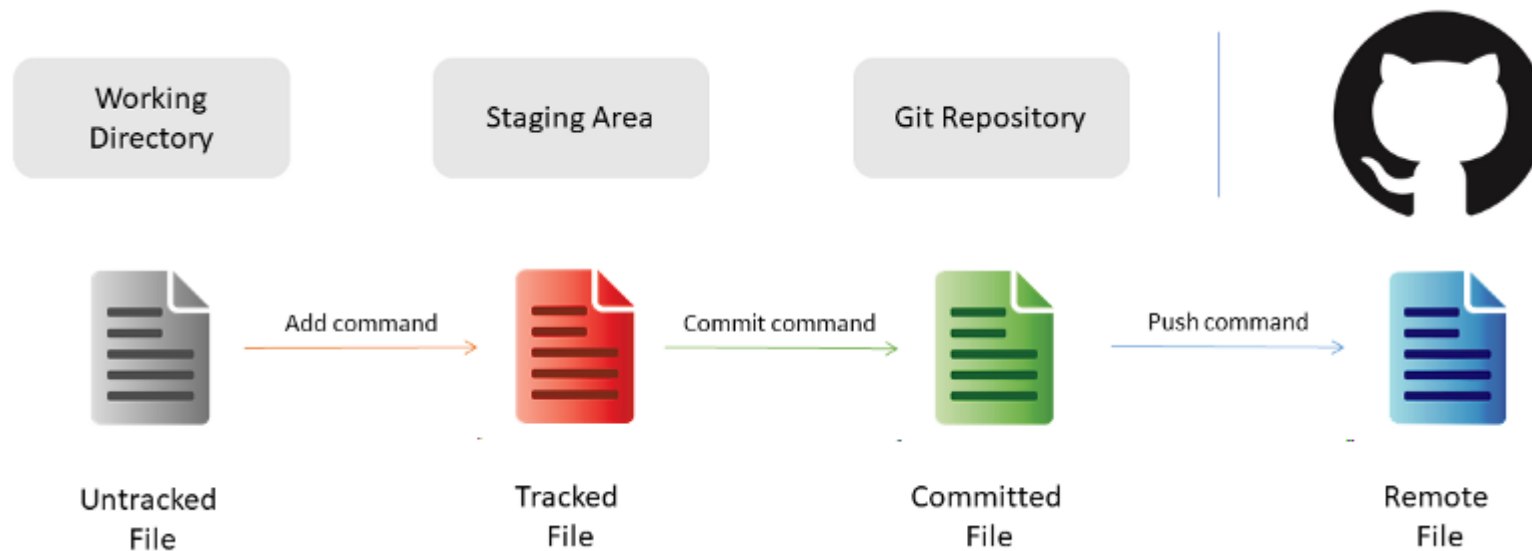 Working
Directory
Staging Area
Git Repository
Add command
Commit command
Push command
Untracked
File
Tracked
File
Committed
File
Remote
File